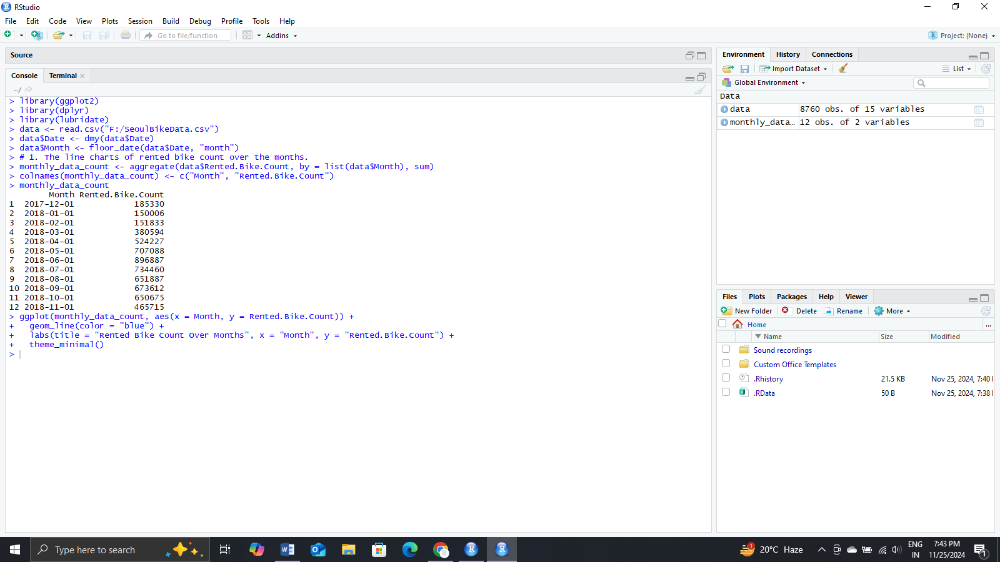 RStudio
File Edit Code View Plots Session Build Debug Profile Tools Help
Go to file/function Addins Project: (None)
Source
Console Terminal
~/
> library(ggplot2)
> library(dplyr)
> library(lubridate)
> data <- read.csv("F:/SeoulBikeData.csv")
> data$Date <- dmy(data$Date)
> data$Month <- floor_date(data$Date, "month")
> # 1. The line charts of rented bike count over the months.
> monthly_data_count <- aggregate(data$Rented.Bike.Count, by = list(data$Month), sum)
> colnames(monthly_data_count) <- c("Month", "Rented.Bike.Count")
> monthly_data_count
Month Rented.Bike.Count
1 2017-12-01 185330
2 2018-01-01 150006
3 2018-02-01 151833
4 2018-03-01 380594
5 2018-04-01 524227
6 2018-05-01 707088
7 2018-06-01 896887
8 2018-07-01 734460
9 2018-08-01 651887
10 2018-09-01 673612
11 2018-10-01 650675
12 2018-11-01 465715
> ggplot(monthly_data_count, aes(x = Month, y = Rented.Bike.Count)) +
+ geom_line(color = "blue") +
+ labs(title = "Rented Bike Count Over Months", x = "Month", y = "Rented.Bike.Count") +
+ theme_minimal()
>
Environment History Connections
Import Dataset List
Global Environment
Data
data 8760 obs. of 15 variables
monthly_data… 12 obs. of 2 variables
Files Plots Packages Help Viewer
New Folder Delete Rename More
Home ...
Name Size Modified
Sound recordings
Custom Office Templates
.Rhistory 21.5 KB Nov 25, 2024, 7:40
.RData 50 B Nov 25, 2024, 7:38
Type here to search
1 20°C Haze
ENG
IN
7:43 PM
11/25/2024
1